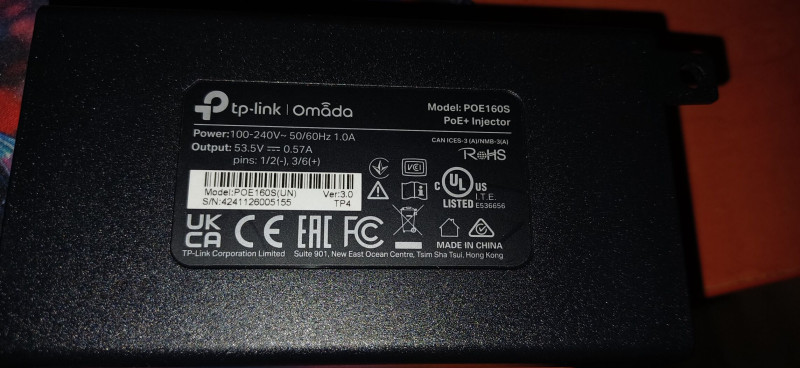 tp-link | omada
Model: POE160S
PoE+ Injector
Power:100-240V~ 50/60Hz 1.0A
Output: 53.5V ⎓ 0.57A
pins: 1/2(-), 3/6(+)
CAN ICES-3 (A)/NMB-3(A)
RoHS
VCI
Model:POE160S(UN) Ver:3.0
S/N:4241126005155 TP4
C UL US
LISTED
I.T.E.
E536656
UK
CA CE EAC FC
MADE IN CHINA
TP-Link Corporation Limited Suite 901, New East Ocean Centre, Tsim Sha Tsui, Hong Kong